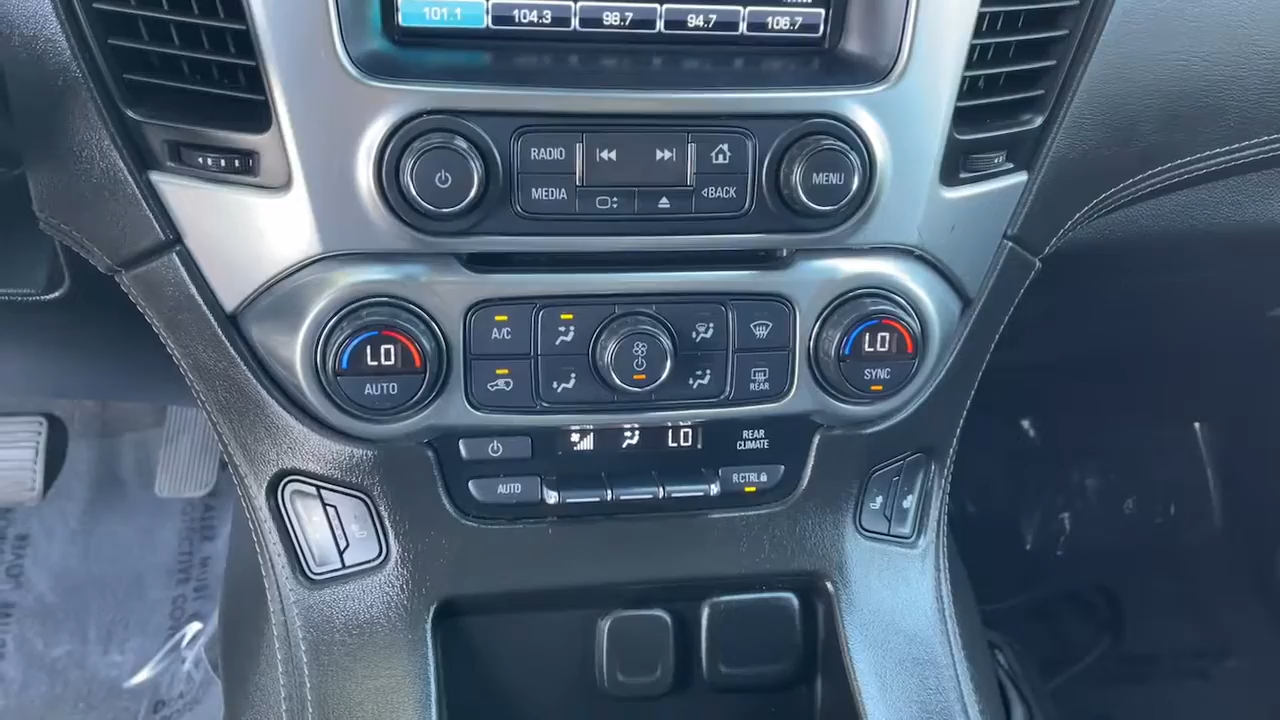 101.1 104.3 98.7 94.7 106.7
RADIO
MEDIA
BACK
MENU
A/C
LO
AUTO
REAR
LO
SYNC
LO
REAR
CLIMATE
AUTO
R CTRL